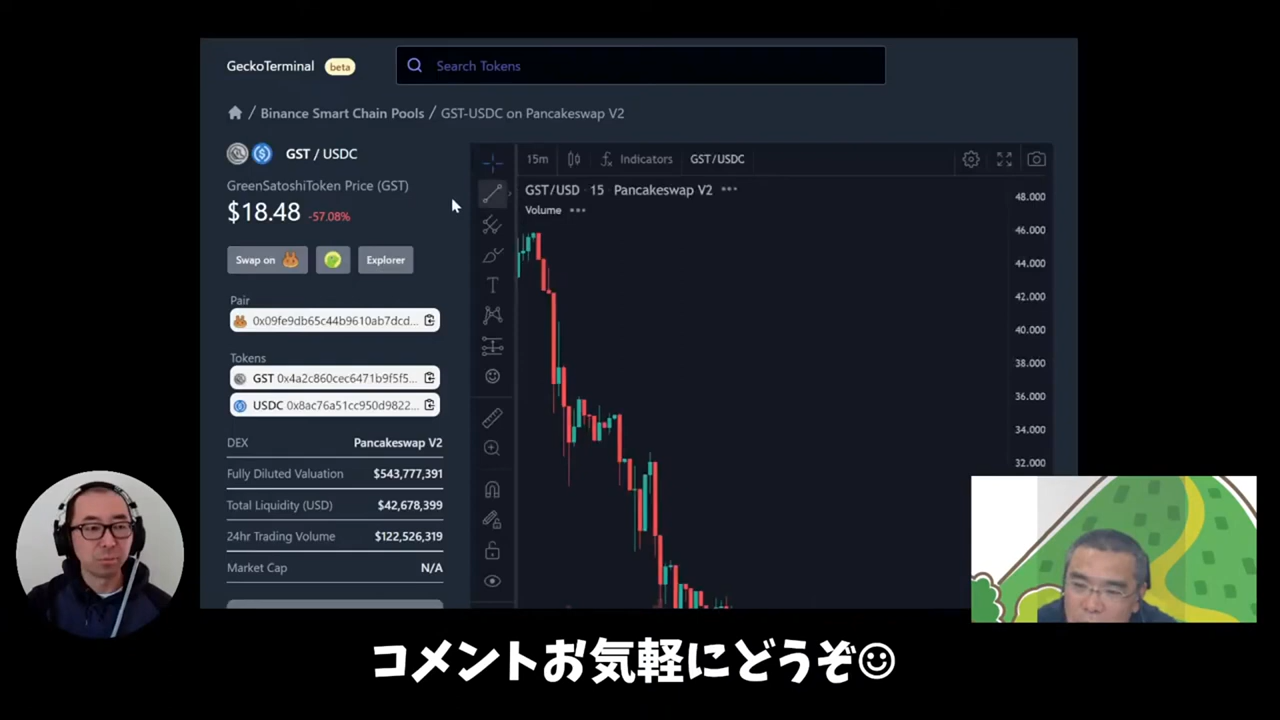 GeckoTerminal beta
Search Tokens
/ Binance Smart Chain Pools / GST-USDC on Pancakeswap V2
GST / USDC
GreenSatoshiToken Price (GST)
$18.48 -57.08%
Swap on
Explorer
Pair
0x09fe9db65c44b9610ab7dcd...
Tokens
GST 0x4a2c860cec6471b9f5f5...
USDC 0x8ac76a51cc950d9822...
DEX Pancakeswap V2
Fully Diluted Valuation $543,777,391
Total Liquidity (USD) $42,678,399
24hr Trading Volume $122,526,319
Market Cap N/A
15m Indicators GST/USDC
GST/USD 15 Pancakeswap V2
Volume
48.000
46.000
44.000
42.000
40.000
38.000
36.000
34.000
32.000
コメントお気軽にどうぞ☺